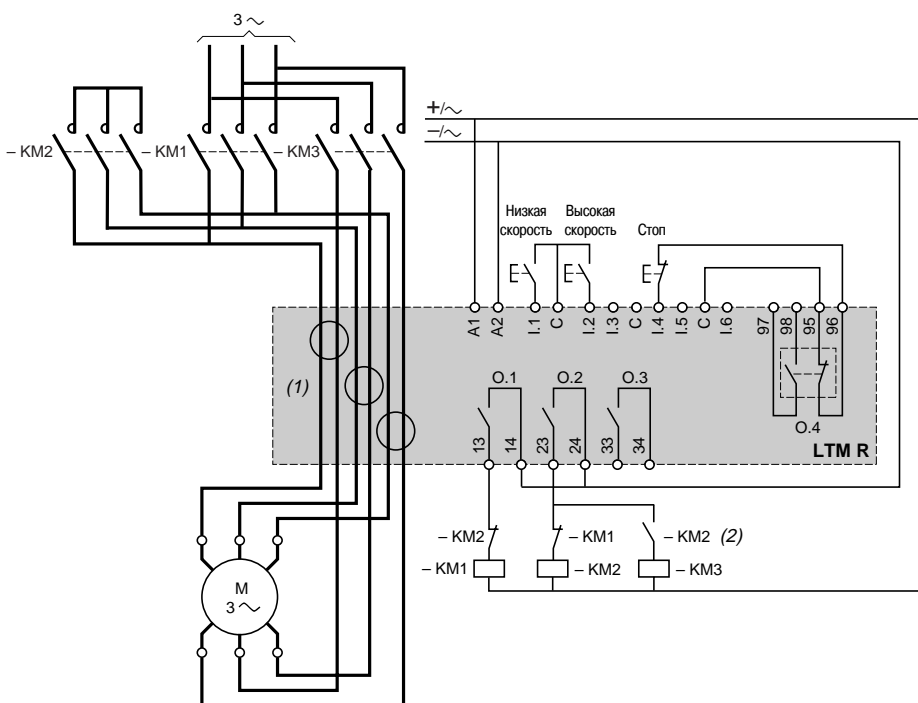 3 ~
– KM2
– KM1
– KM3
+/~
–/~
Низкая скорость
Высокая скорость
Стоп
A1
A2
I.1
C
I.2
I.3
C
I.4
I.5
C
I.6
97
98
95
96
(1)
O.1
O.2
O.3
O.4
13
14
23
24
33
34
LTM R
– KM2
– KM1
– KM2 (2)
– KM1
– KM2
– KM3
M
3 ~